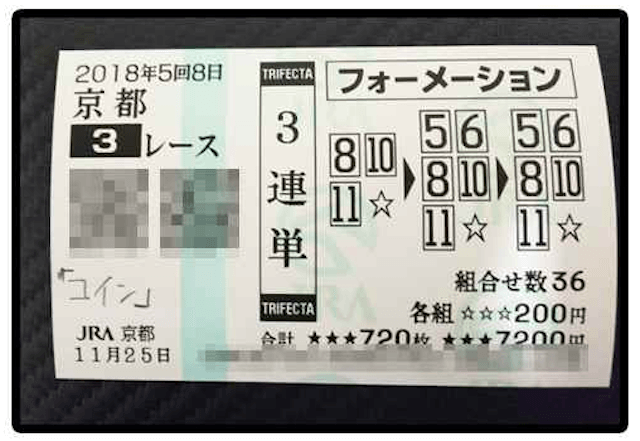 2018年5回8日
京都
3レース
「コイン」
JRA 京都
11月25日
TRIFECTA
3連単
TRIFECTA
フォーメーション
8 10
11 ☆
5 6
8 10
11 ☆
5 6
8 10
11 ☆
組合せ数36
各組 ☆☆☆200円
合計 ★★★720枚 ★★★7200円